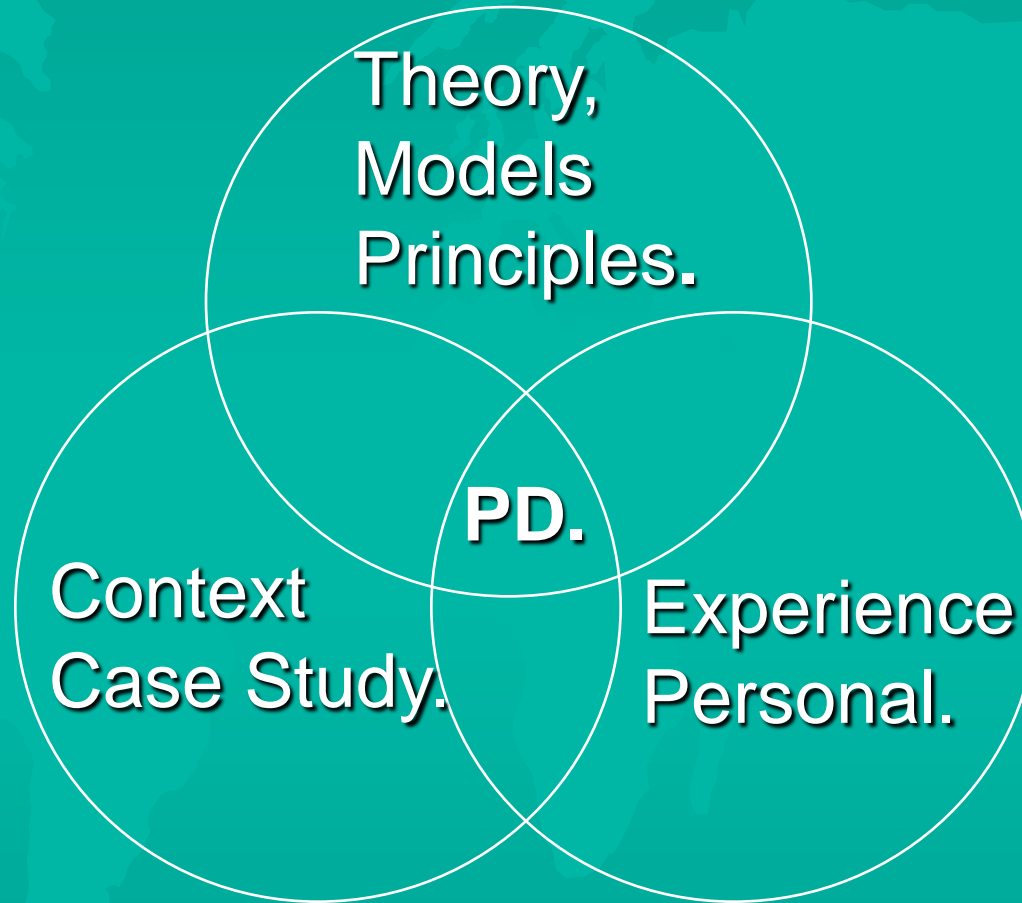 Theory,
Models
Principles.
PD.
Context
Case Study.
Experience
Personal.